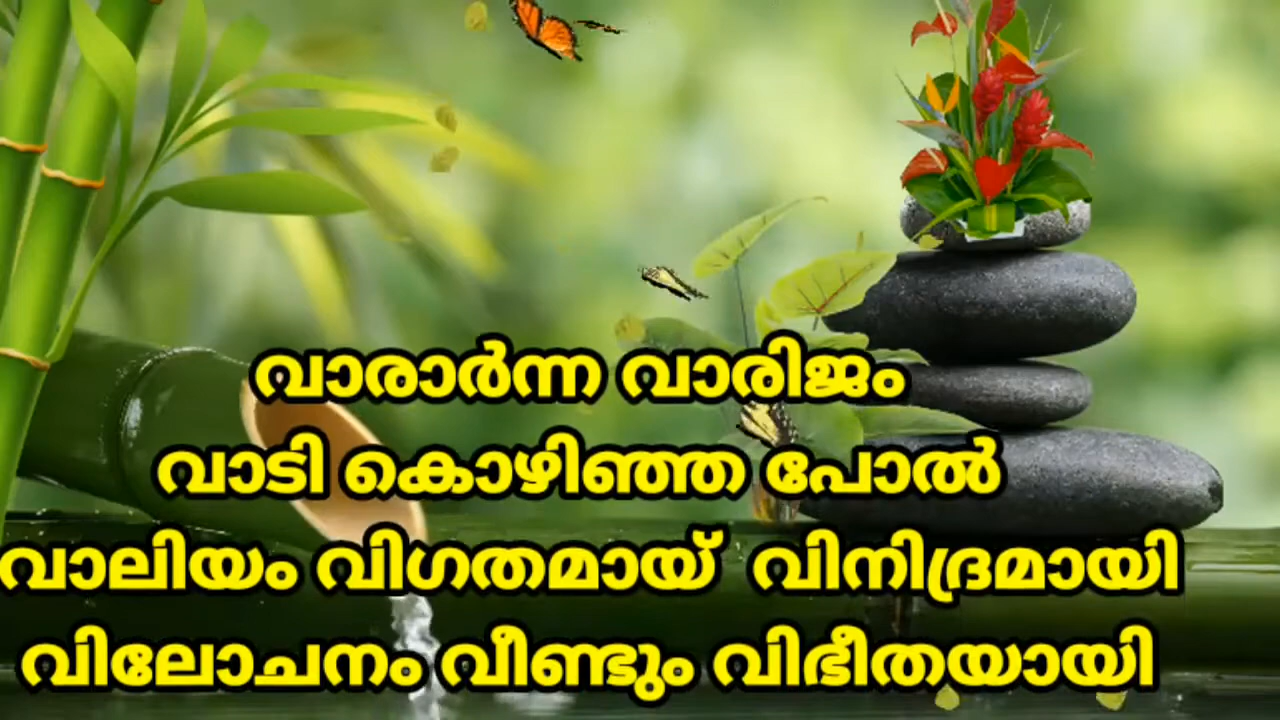 വാരാർന്ന വാരിജം
വാടി കൊഴിഞ്ഞ പോൽ
വാലിയം വിഗതമായ് വിനിദ്രമായി
വിലോചനം വീണ്ടും വിഭീതയായി